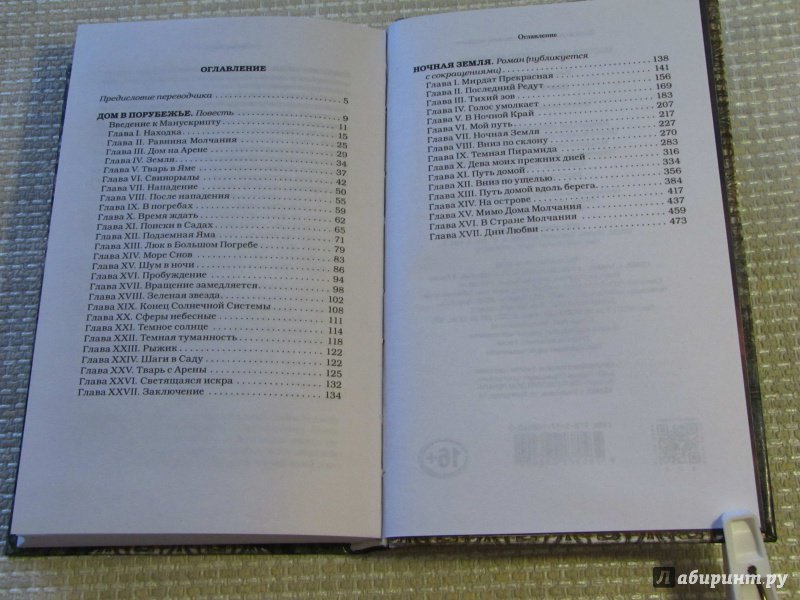 ОГЛАВЛЕНИЕ
Предисловие переводчика 5
ДОМ В ПОРУБЕЖЬЕ. Повесть 9
Введение к Манускрипту 11
Глава I. Находка 15
Глава II. Равнина Молчания 25
Глава III. Дом на Арене 29
Глава IV. Земля 34
Глава V. Тварь в Яме 37
Глава VI. Свинорылы 42
Глава VII. Нападение 50
Глава VIII. После нападения 55
Глава IX. В погребах 59
Глава X. Время ждать 62
Глава XI. Поиски в Садах 65
Глава XII. Подземная Яма 71
Глава XIII. Люк в Большом Погребе 79
Глава XIV. Море Снов 83
Глава XV. Шум в ночи 86
Глава XVI. Пробуждение 94
Глава XVII. Вращение замедляется 98
Глава XVIII. Зеленая звезда 102
Глава XIX. Конец Солнечной Системы 108
Глава XX. Сферы небесные 111
Глава XXI. Темное солнце 114
Глава XXII. Темная туманность 118
Глава XXIII. Рыжик 122
Глава XXIV. Шаги в Саду 122
Глава XXV. Тварь с Арены 125
Глава XXVI. Светящаяся искра 132
Глава XXVII. Заключение 134
Оглавление
НОЧНАЯ ЗЕМЛЯ. Роман (публикуется
с сокращениями) 138
Глава I. Мирдат Прекрасная 141
Глава II. Последний Редут 156
Глава III. Тихий зов 169
Глава IV. Голос умолкает 183
Глава V. В Ночной Край 207
Глава VI. Мой путь 217
Глава VII. Ночная Земля 227
Глава VIII. Вниз по склону 270
Глава IX. Темная Пирамида 283
Глава X. Дева моих прежних дней 316
Глава XI. Путь домой 334
Глава XII. Вниз по ущелью 356
Глава XIII. Путь домой вдоль берега 384
Глава XIV. На острове 417
Глава XV. Мимо Дома Молчания 437
Глава XVI. В Стране Молчания 459
Глава XVII. Дни Любви 473
16+
Лабиринт.ру